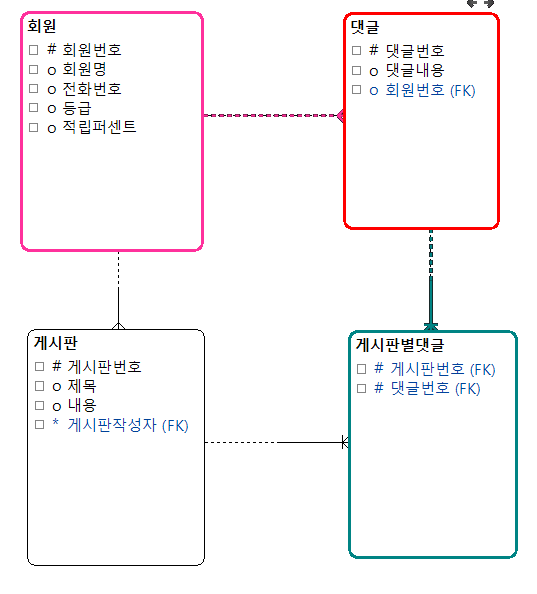 회원
# 회원번호
o 회원명
o 전화번호
o 등급
o 적립퍼센트
댓글
# 댓글번호
o 댓글내용
o 회원번호 (FK)
게시판
# 게시판번호
o 제목
o 내용
* 게시판작성자 (FK)
게시판별댓글
# 게시판번호 (FK)
# 댓글번호 (FK)